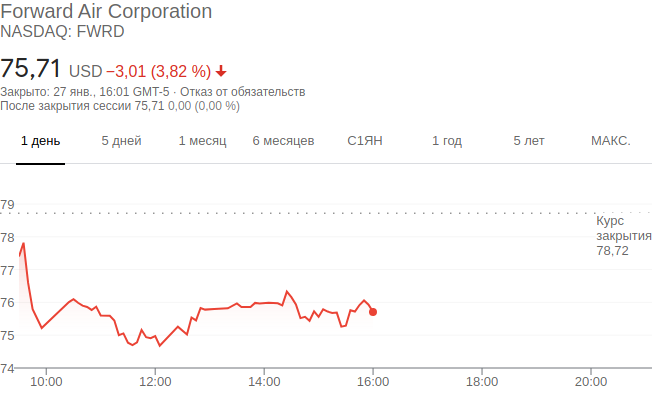 Forward Air Corporation
NASDAQ: FWRD
75,71 USD −3,01 (3,82 %)
Закрыто: 27 янв., 16:01 GMT-5 · Отказ от обязательств
После закрытия сессии 75,71 0,00 (0,00 %)
1 день 5 дней 1 месяц 6 месяцев С1ЯН 1 год 5 лет МАКС.
79
Курс
закрытия
78,72
78
77
76
75
74
10:00 12:00 14:00 16:00 18:00 20:00